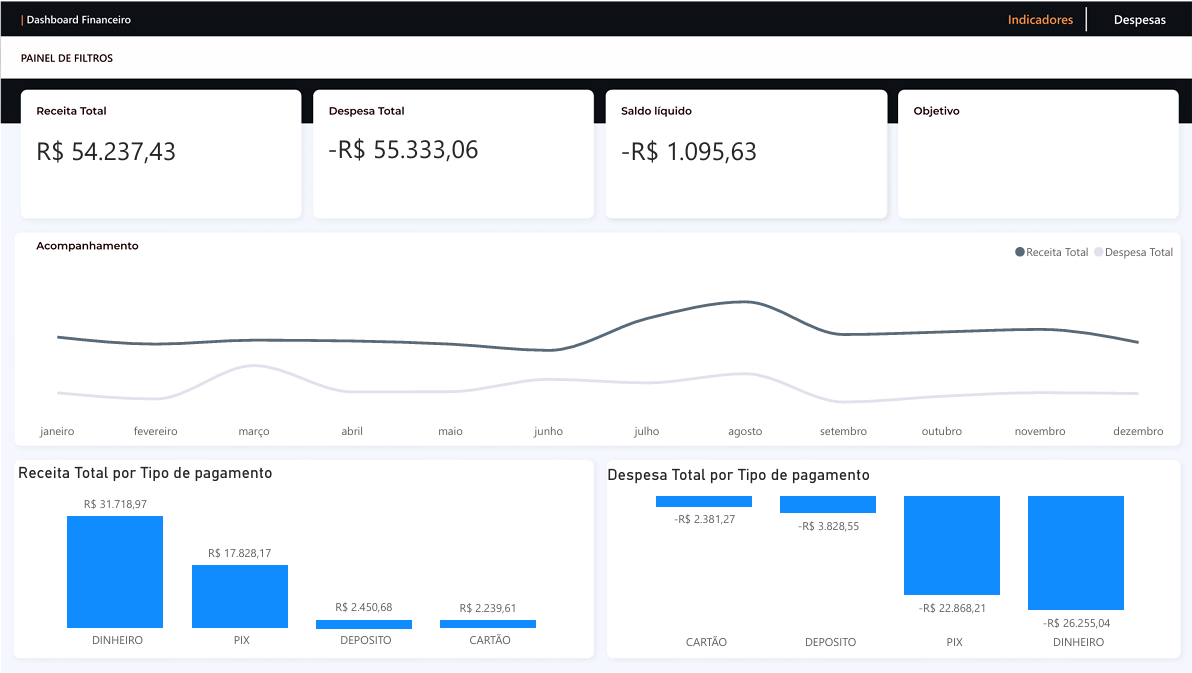 | Dashboard Financeiro
Indicadores
Despesas
PAINEL DE FILTROS
Receita Total
R$ 54.237,43
Despesa Total
-R$ 55.333,06
Saldo líquido
-R$ 1.095,63
Objetivo
Acompanhamento
Receita Total Despesa Total
janeiro fevereiro março abril maio junho julho agosto setembro outubro novembro dezembro
Receita Total por Tipo de pagamento
R$ 31.718,97
R$ 17.828,17
R$ 2.450,68
R$ 2.239,61
DINHEIRO PIX DEPOSITO CARTÃO
Despesa Total por Tipo de pagamento
-R$ 2.381,27
-R$ 3.828,55
-R$ 22.868,21
-R$ 26.255,04
CARTÃO DEPOSITO PIX DINHEIRO